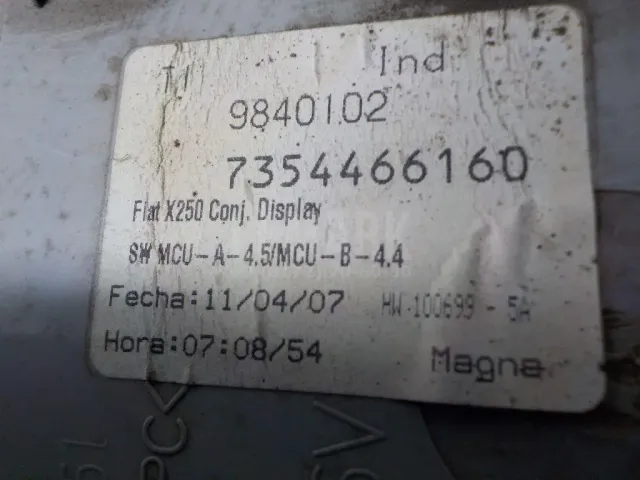 T1 Ind
9840102
7354466160
Fiat X250 Conj. Display
SW MCU-A-4.5/MCU-B-4.4
Fecha:11/04/07 HW-100699 - 5A
Hora:07:08/54 Magna